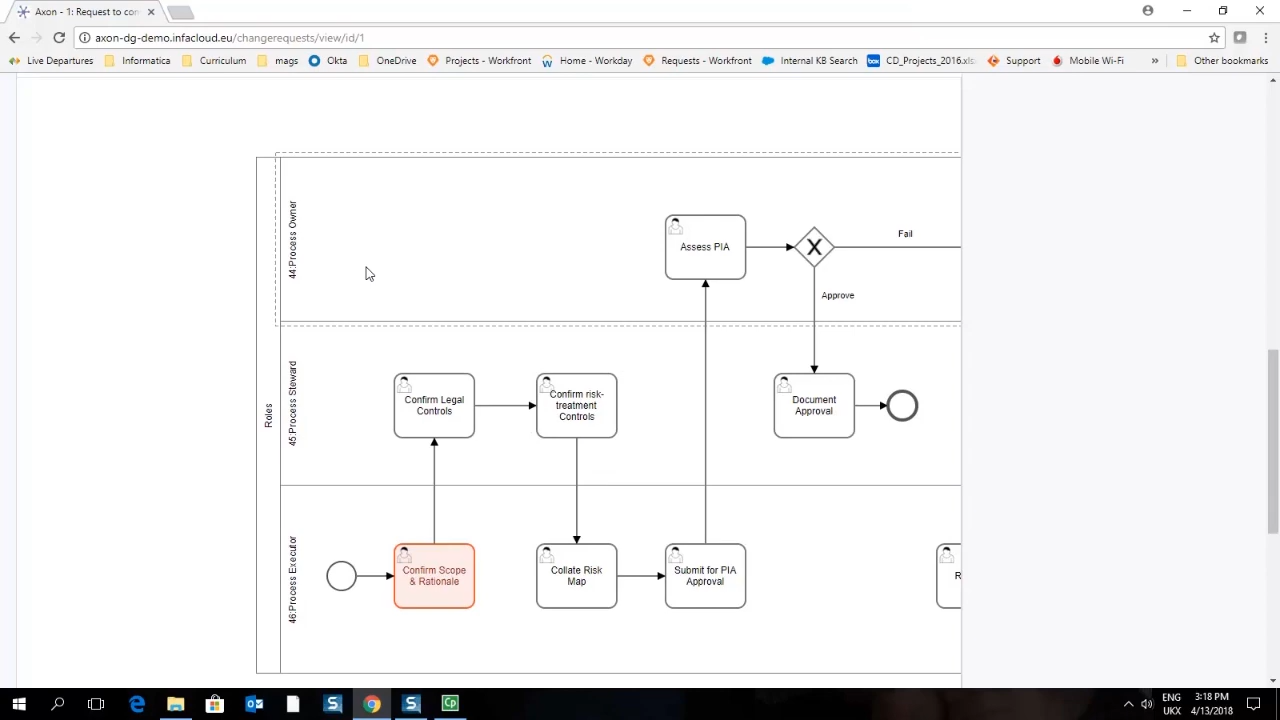 Axon - 1: Request to con
axon-dg-demo.infacloud.eu/changerequests/view/id/1
Live Departures
Informatica
Curriculum
mags
Okta
OneDrive
Projects - Workfront
Home - Workday
Requests - Workfront
Internal KB Search
CD_Projects_2016.xls
Support
Mobile Wi-Fi
»
Other bookmarks
Roles
44:Process Owner
Assess PIA
X
Fail
Approve
45:Process Steward
Confirm Legal
Controls
Confirm risk-
treatment
Controls
Document
Approval
46:Process Executor
Confirm Scope
& Rationale
Collate Risk
Map
Submit for PIA
Approval
R
ENG
UKX
3:18 PM
4/13/2018
box
S
S
Cp